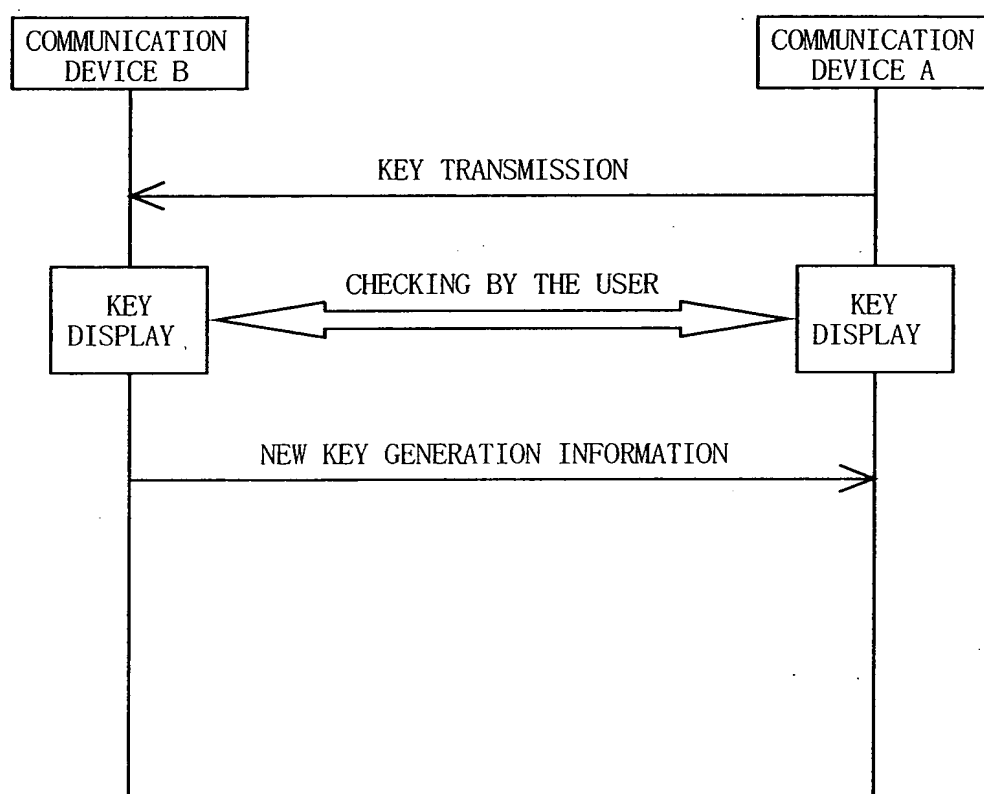 COMMUNICATION
DEVICE B
COMMUNICATION
DEVICE A
KEY TRANSMISSION
KEY
DISPLAY
CHECKING BY THE USER
KEY
DISPLAY
NEW KEY GENERATION INFORMATION